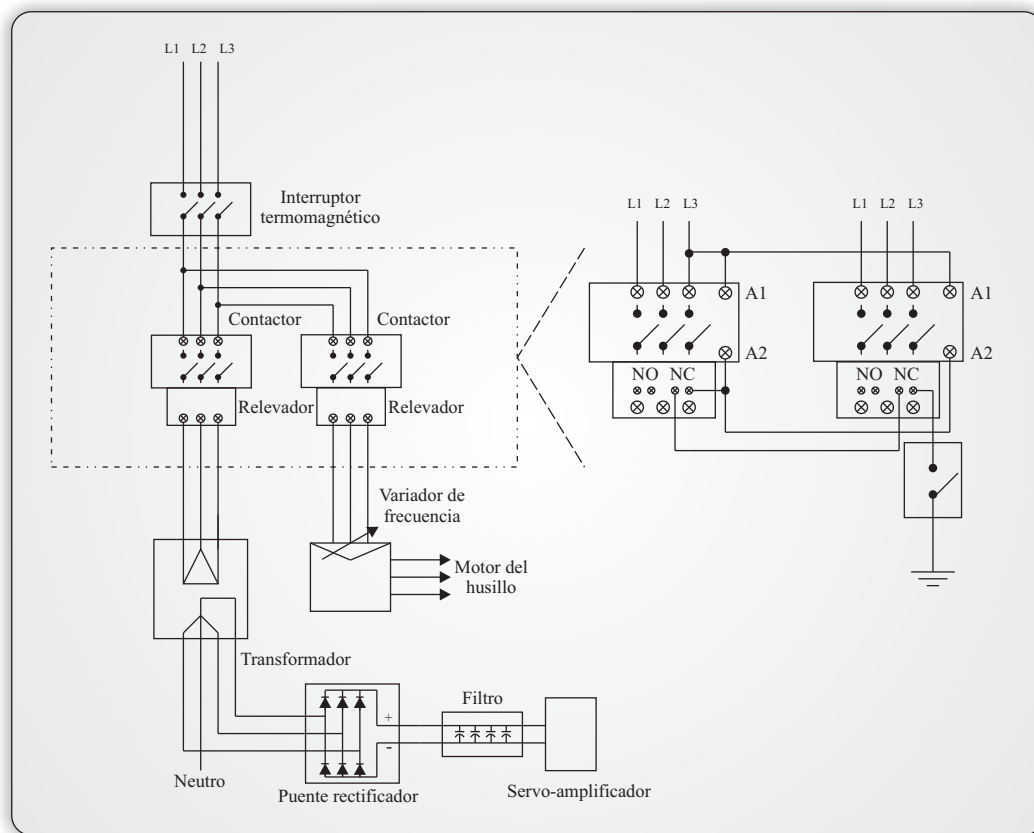 L1 L2 L3
Interruptor
termomagnético
Contactor
Contactor
Relevador
Relevador
Variador de
frecuencia
Motor del
husillo
Transformador
Neutro
+
-
Puente rectificador
Filtro
Servo-amplificador
L1 L2 L3
L1 L2 L3
A1
A1
A2
A2
NO NC
NO NC